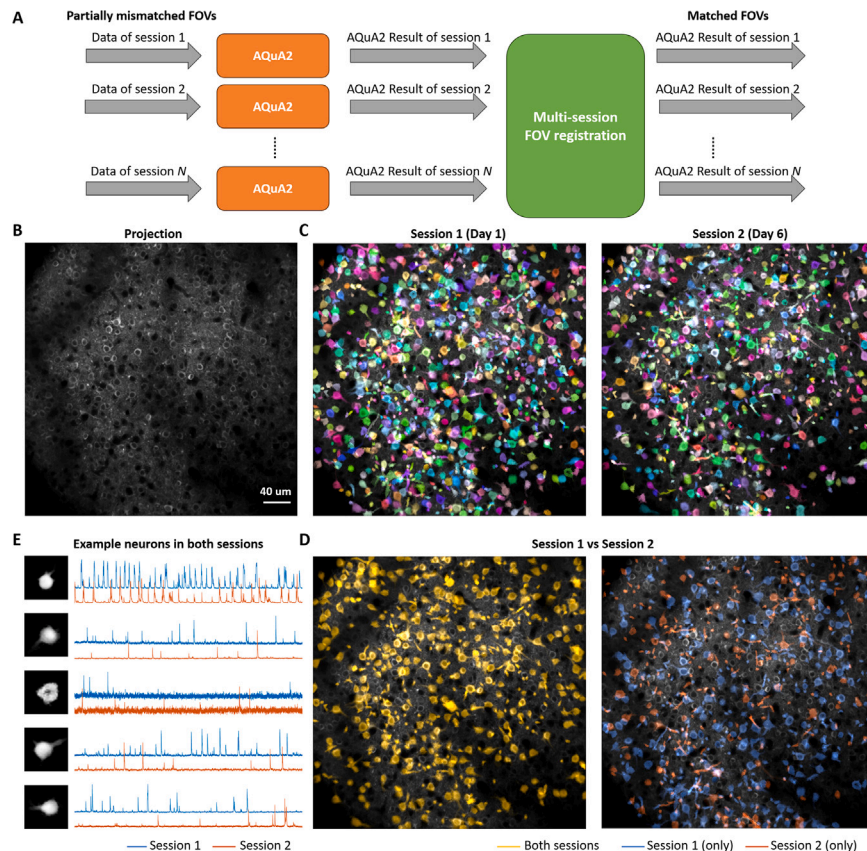 A
Partially mismatched FOVs
Matched FOVs
Data of session 1
AQuA2
AQuA2 Result of session 1
AQuA2 Result of session 1
Data of session 2
AQuA2
AQuA2 Result of session 2
AQuA2 Result of session 2
Multi-session
FOV registration
Data of session N
AQuA2
AQuA2 Result of session N
AQuA2 Result of session N
B
Projection
40 um
C
Session 1 (Day 1)
Session 2 (Day 6)
E
Example neurons in both sessions
Session 1
Session 2
D
Session 1 vs Session 2
Both sessions
Session 1 (only)
Session 2 (only)